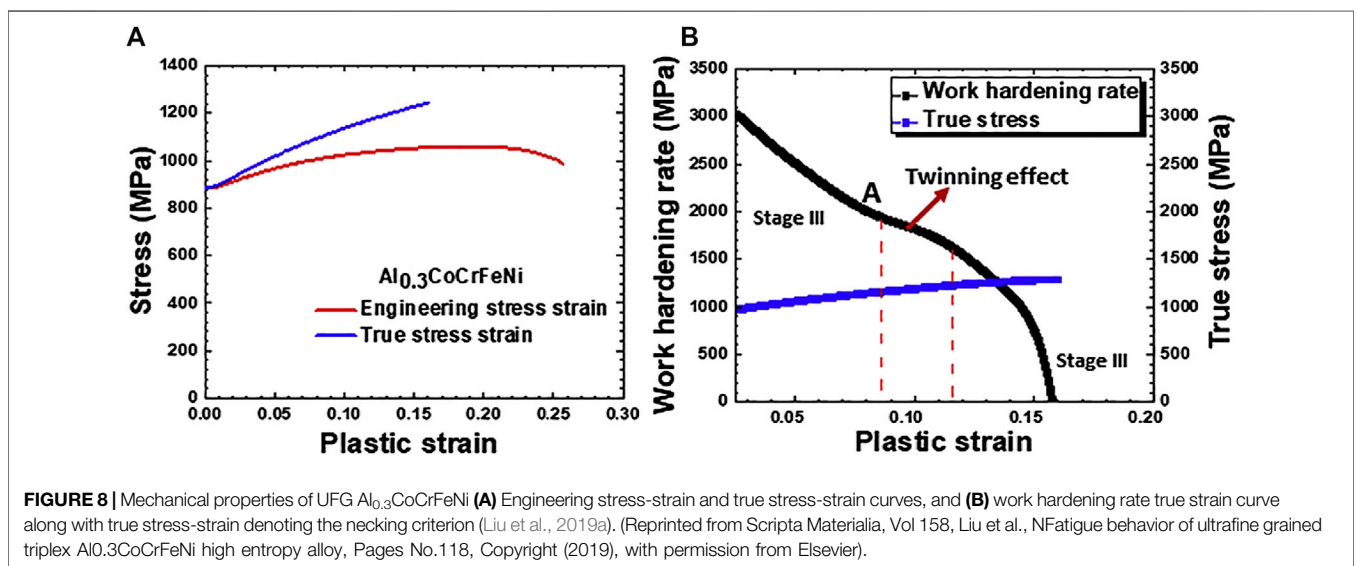 A
1400
1200
1000
800
600
400
200
0
0.00 0.05 0.10 0.15 0.20 0.25 0.30
Stress (MPa)
Plastic strain
Al0.3CoCrFeNi
Engineering stress strain
True stress strain
B
3500
3000
2500
2000
1500
1000
500
0
0.05 0.10 0.15 0.20
Work hardening rate (MPa)
Plastic strain
Work hardening rate
True stress
Twinning effect
A
Stage III
Stage III
3500
3000
2500
2000
1500
1000
500
0
True stress (MPa)
FIGURE 8 | Mechanical properties of UFG Al0.3CoCrFeNi (A) Engineering stress-strain and true stress-strain curves, and (B) work hardening rate true strain curve
along with true stress-strain denoting the necking criterion (Liu et al., 2019a). (Reprinted from Scripta Materialia, Vol 158, Liu et al., NFatigue behavior of ultrafine grained
triplex Al0.3CoCrFeNi high entropy alloy, Pages No.118, Copyright (2019), with permission from Elsevier).